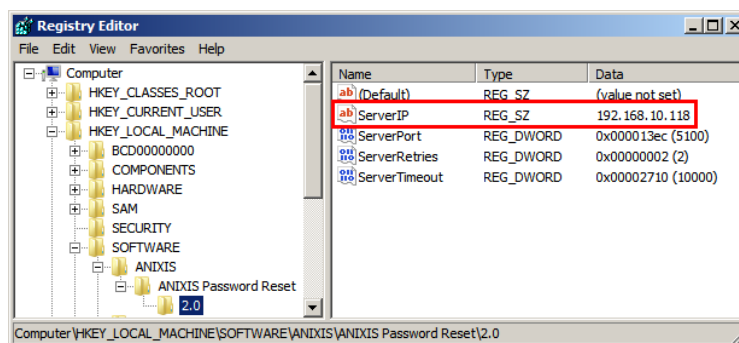 Registry Editor
File Edit View Favorites Help
Computer
HKEY_CLASSES_ROOT
HKEY_CURRENT_USER
HKEY_LOCAL_MACHINE
BCD00000000
COMPONENTS
HARDWARE
SAM
SECURITY
SOFTWARE
ANIXIS
ANIXIS Password Reset
2.0
Name Type Data
(Default) REG_SZ (value not set)
ServerIP REG_SZ 192.168.10.118
ServerPort REG_DWORD 0x000013ec (5100)
ServerRetries REG_DWORD 0x00000002 (2)
ServerTimeout REG_DWORD 0x00002710 (10000)
Computer\HKEY_LOCAL_MACHINE\SOFTWARE\ANIXIS\ANIXIS Password Reset\2.0